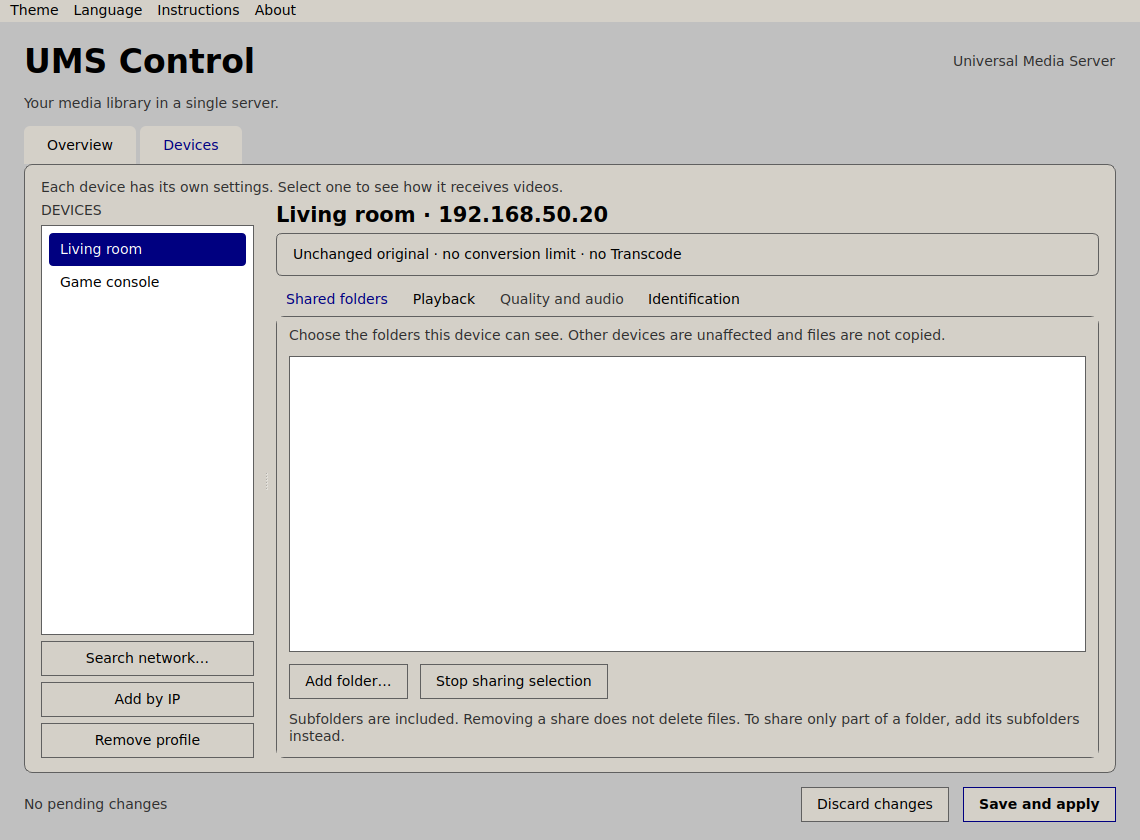 Theme Language Instructions About
UMS Control
Universal Media Server
Your media library in a single server.
Overview Devices
Each device has its own settings. Select one to see how it receives videos.
DEVICES
Living room
Game console
Search network...
Add by IP
Remove profile
Living room · 192.168.50.20
Unchanged original · no conversion limit · no Transcode
Shared folders Playback Quality and audio Identification
Choose the folders this device can see. Other devices are unaffected and files are not copied.
Add folder... Stop sharing selection
Subfolders are included. Removing a share does not delete files. To share only part of a folder, add its subfolders
instead.
No pending changes
Discard changes Save and apply